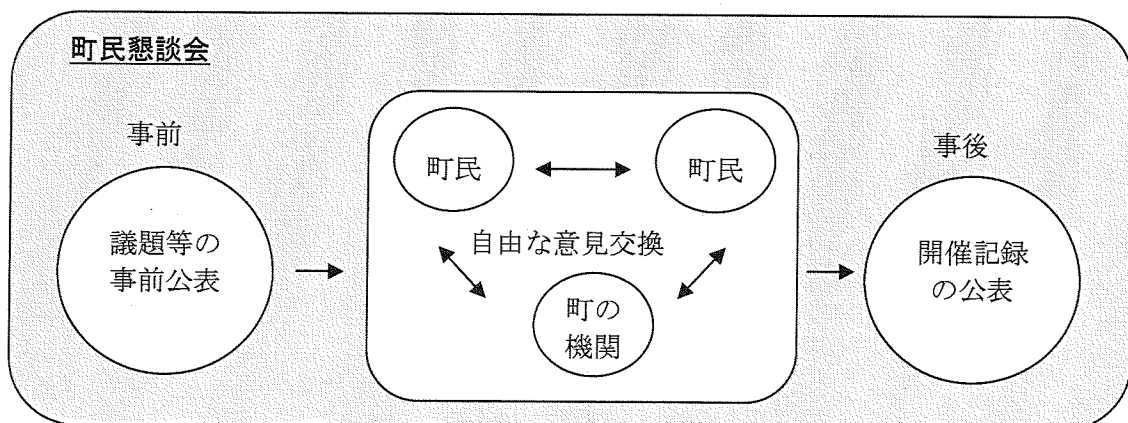 町民懇談会
事前
議題等の
事前公表
町民
町民
自由な意見交換
町の
機関
事後
開催記録
の公表